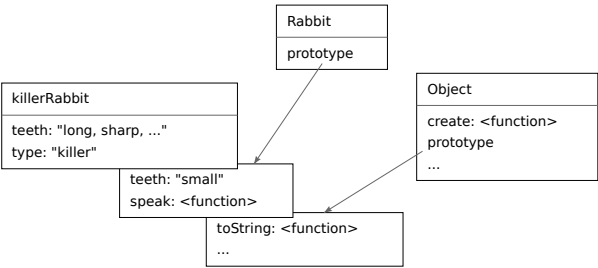 Rabbit
prototype
killerRabbit
teeth: "long, sharp, ..."
type: "killer"
Object
create: <function>
prototype
...
teeth: "small"
speak: <function>
toString: <function>
...